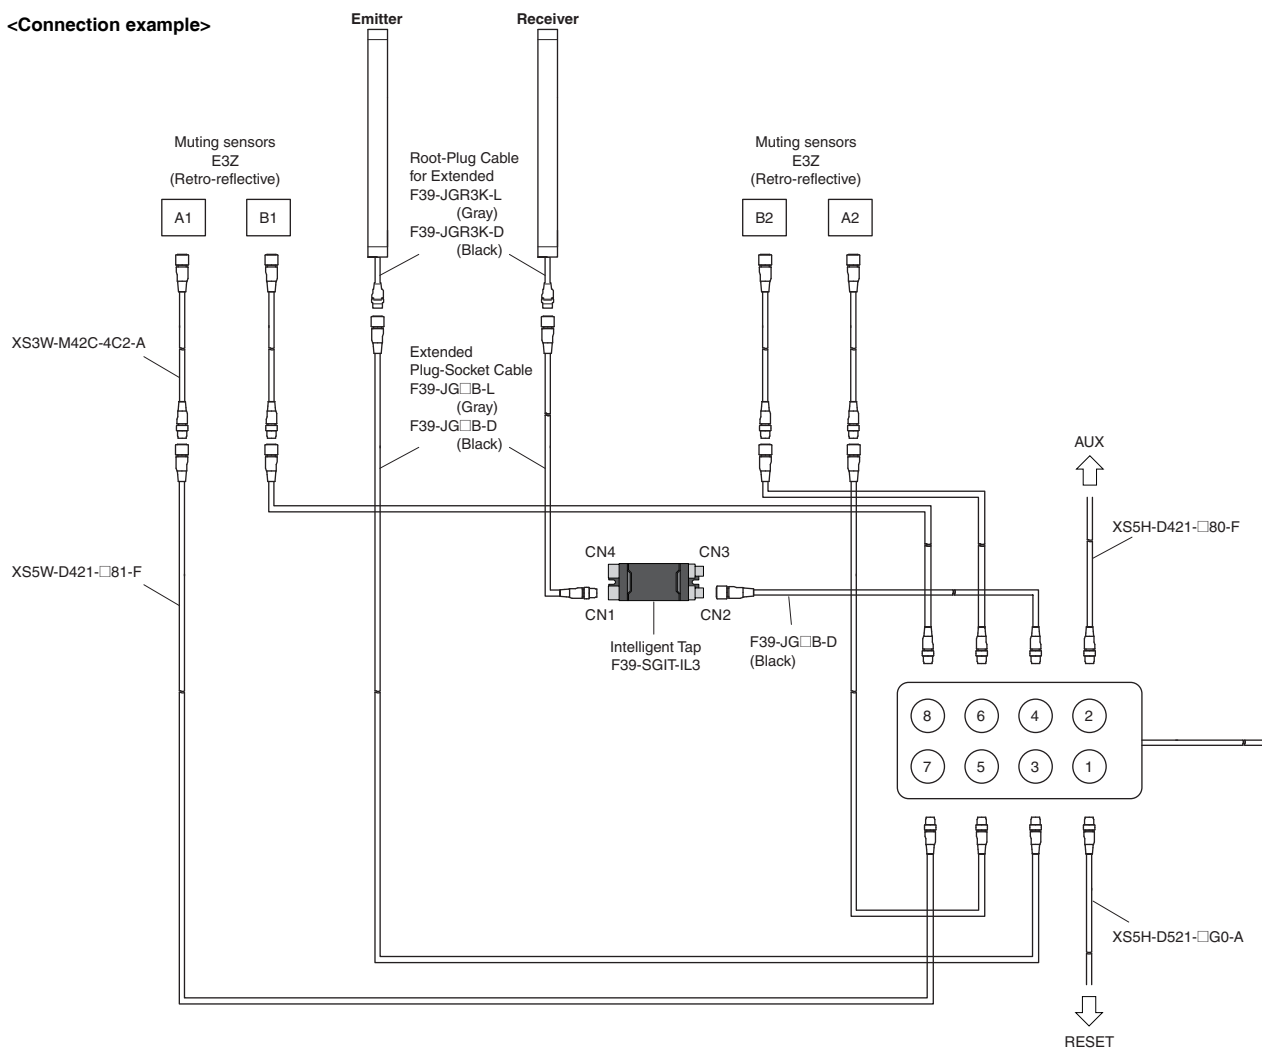 <Connection example>
Emitter
Receiver
Muting sensors
E3Z
(Retro-reflective)
A1
B1
Root-Plug Cable
for Extended
F39-JGR3K-L
(Gray)
F39-JGR3K-D
(Black)
Muting sensors
E3Z
(Retro-reflective)
B2
A2
XS3W-M42C-4C2-A
Extended
Plug-Socket Cable
F39-JG□B-L
(Gray)
F39-JG□B-D
(Black)
AUX
XS5H-D421-□80-F
XS5W-D421-□81-F
CN4
CN3
CN1
CN2
Intelligent Tap
F39-SGIT-IL3
F39-JG□B-D
(Black)
8 6 4 2
7 5 3 1
XS5H-D521-□G0-A
RESET